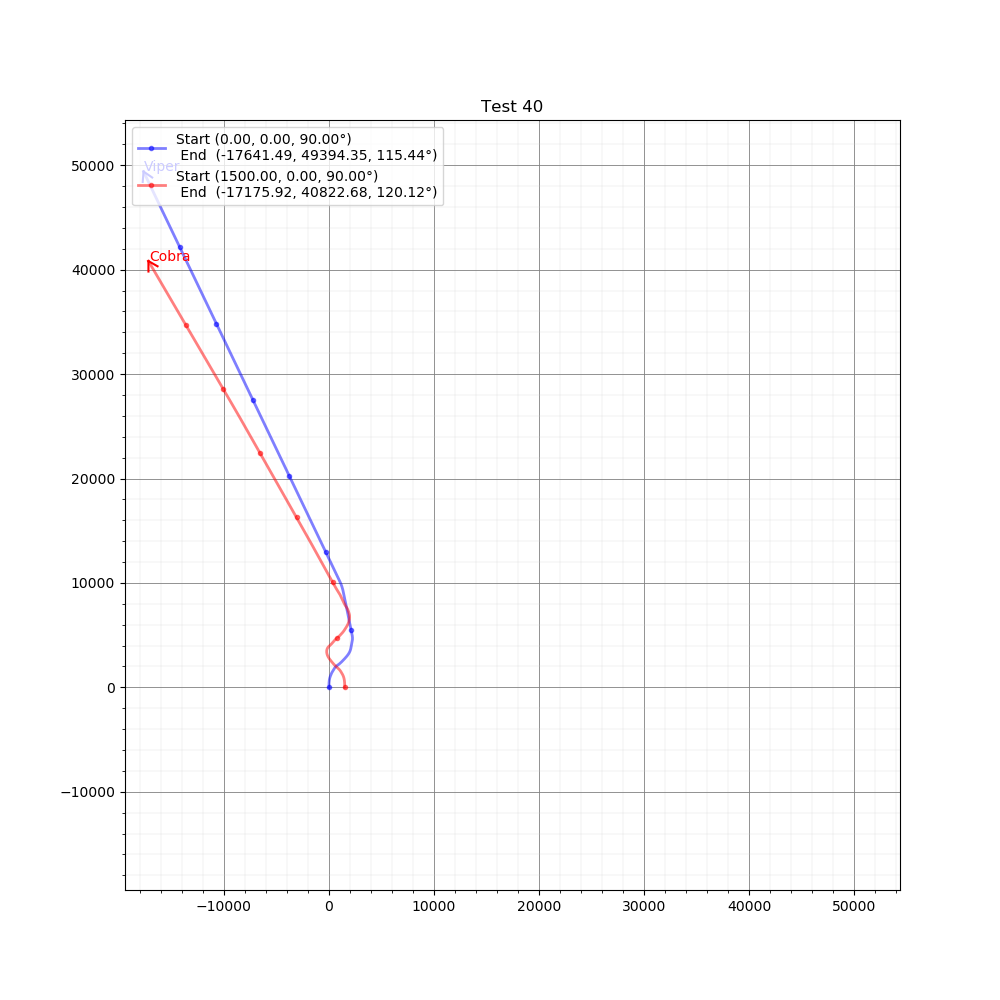 Test 40
Start (0.00, 0.00, 90.00°)
End (-17641.49, 49394.35, 115.44°)
Start (1500.00, 0.00, 90.00°)
End (-17175.92, 40822.68, 120.12°)
Viper
Cobra
50000
40000
30000
20000
10000
0
−10000
−10000
0
10000
20000
30000
40000
50000